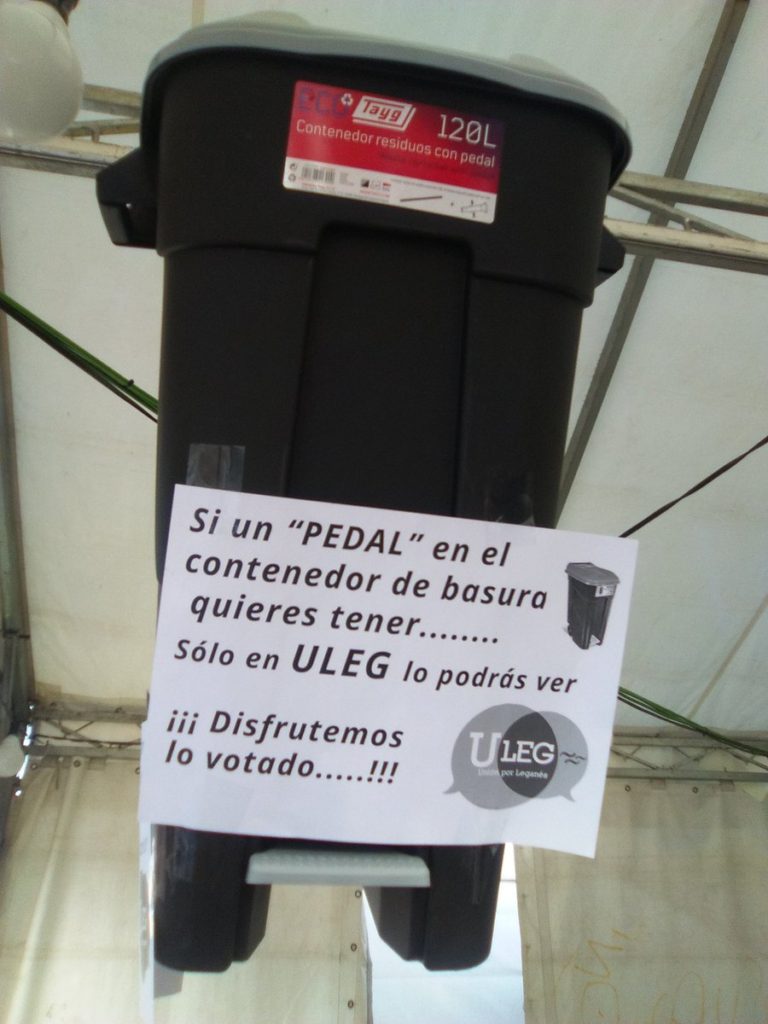 ECO Tayg 120L
Contenedor residuos con pedal
Si un “PEDAL” en el
contenedor de basura
quieres tener........
Sólo en ULEG lo podrás ver
¡¡¡ Disfrutemos
lo votado.....!!!
ULEG
Unión por Leganés